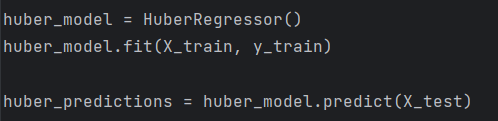 huber_model = HuberRegressor()
huber_model.fit(X_train, y_train)
huber_predictions = huber_model.predict(X_test)